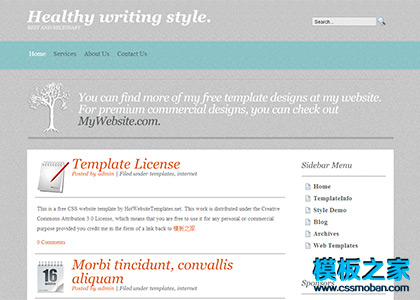 Healthy writing style.
BEST AND RELEVANT
Search...
Home Services About Us Contact Us
You can find more of my free template designs at my website.
For premium commercial designs, you can check out
MyWebsite.com.
Template License
Posted by admin | Filed under templates, internet
This is a free CSS website template by HotWebsiteTemplates.net. This work is distributed under the Creative
Commons Attribution 3.0 License, which means that you are free to use it for any personal or commercial
purpose provided you credit me in the form of a link back to 模板之家
0 Comments
16
Morbi tincidunt, convallis
aliquam
Posted by admin | Filed under templates, internet
Sidebar Menu
Home
TemplateInfo
Style Demo
Blog
Archives
Web Templates
Sponsors
模板之家
www.cssmoban.com